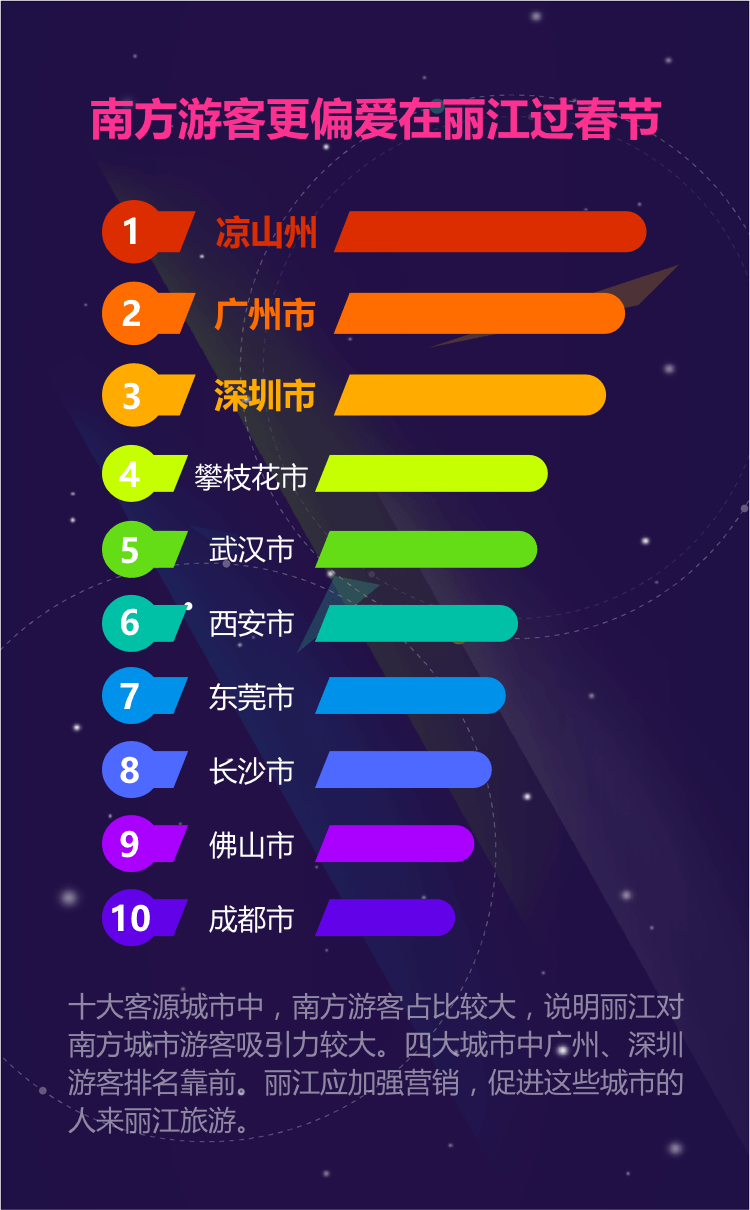 南方游客更偏爱在丽江过春节
1 凉山州
2 广州市
3 深圳市
4 攀枝花市
5 武汉市
6 西安市
7 东莞市
8 长沙市
9 佛山市
10 成都市
十大客源城市中，南方游客占比较大，说明丽江对
南方城市游客吸引力较大。四大城市中广州、深圳
游客排名靠前。丽江应加强营销，促进这些城市的
人来丽江旅游。